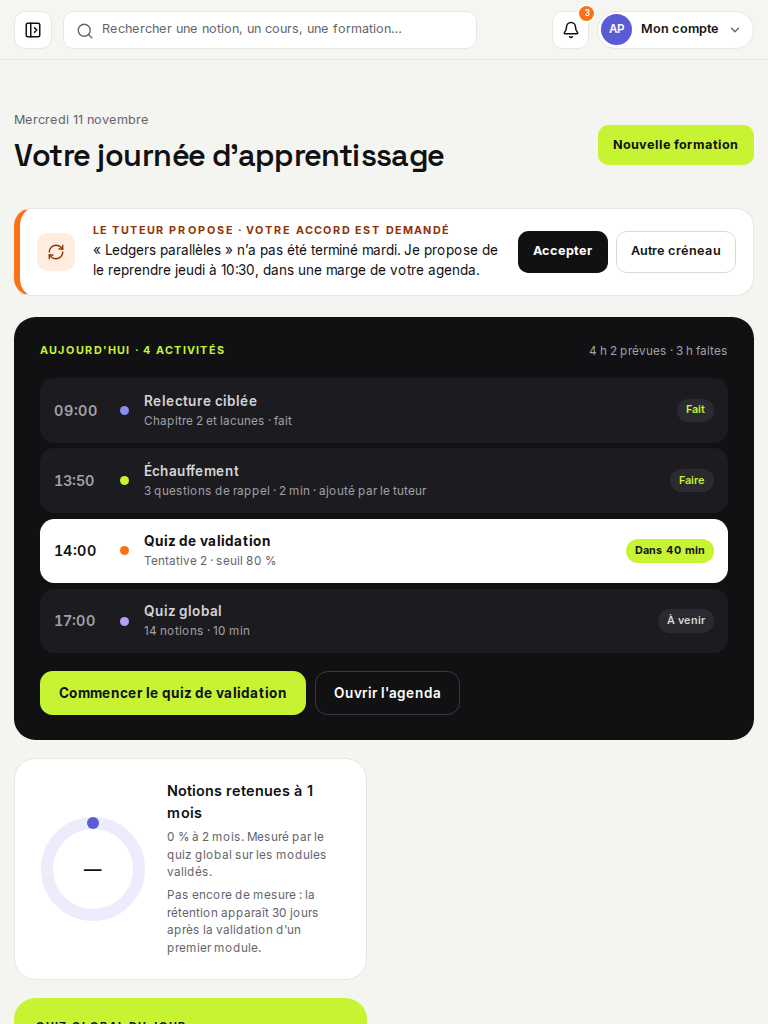 Rechercher une notion, un cours, une formation…
3
AP
Mon compte
Mercredi 11 novembre
Votre journée d’apprentissage
Nouvelle formation
LE TUTEUR PROPOSE · VOTRE ACCORD EST DEMANDÉ
« Ledgers parallèles » n’a pas été terminé mardi. Je propose de
le reprendre jeudi à 10:30, dans une marge de votre agenda.
Accepter
Autre créneau
AUJOURD'HUI · 4 ACTIVITÉS
4 h 2 prévues · 3 h faites
09:00
Relecture ciblée
Chapitre 2 et lacunes · fait
Fait
13:50
Échauffement
3 questions de rappel · 2 min · ajouté par le tuteur
Faire
14:00
Quiz de validation
Tentative 2 · seuil 80 %
Dans 40 min
17:00
Quiz global
14 notions · 10 min
À venir
Commencer le quiz de validation
Ouvrir l'agenda
—
Notions retenues à 1
mois
0 % à 2 mois. Mesuré par le
quiz global sur les modules
validés.
Pas encore de mesure : la
rétention apparaît 30 jours
après la validation d'un
premier module.
QUIZ GLOBAL DU JOUR